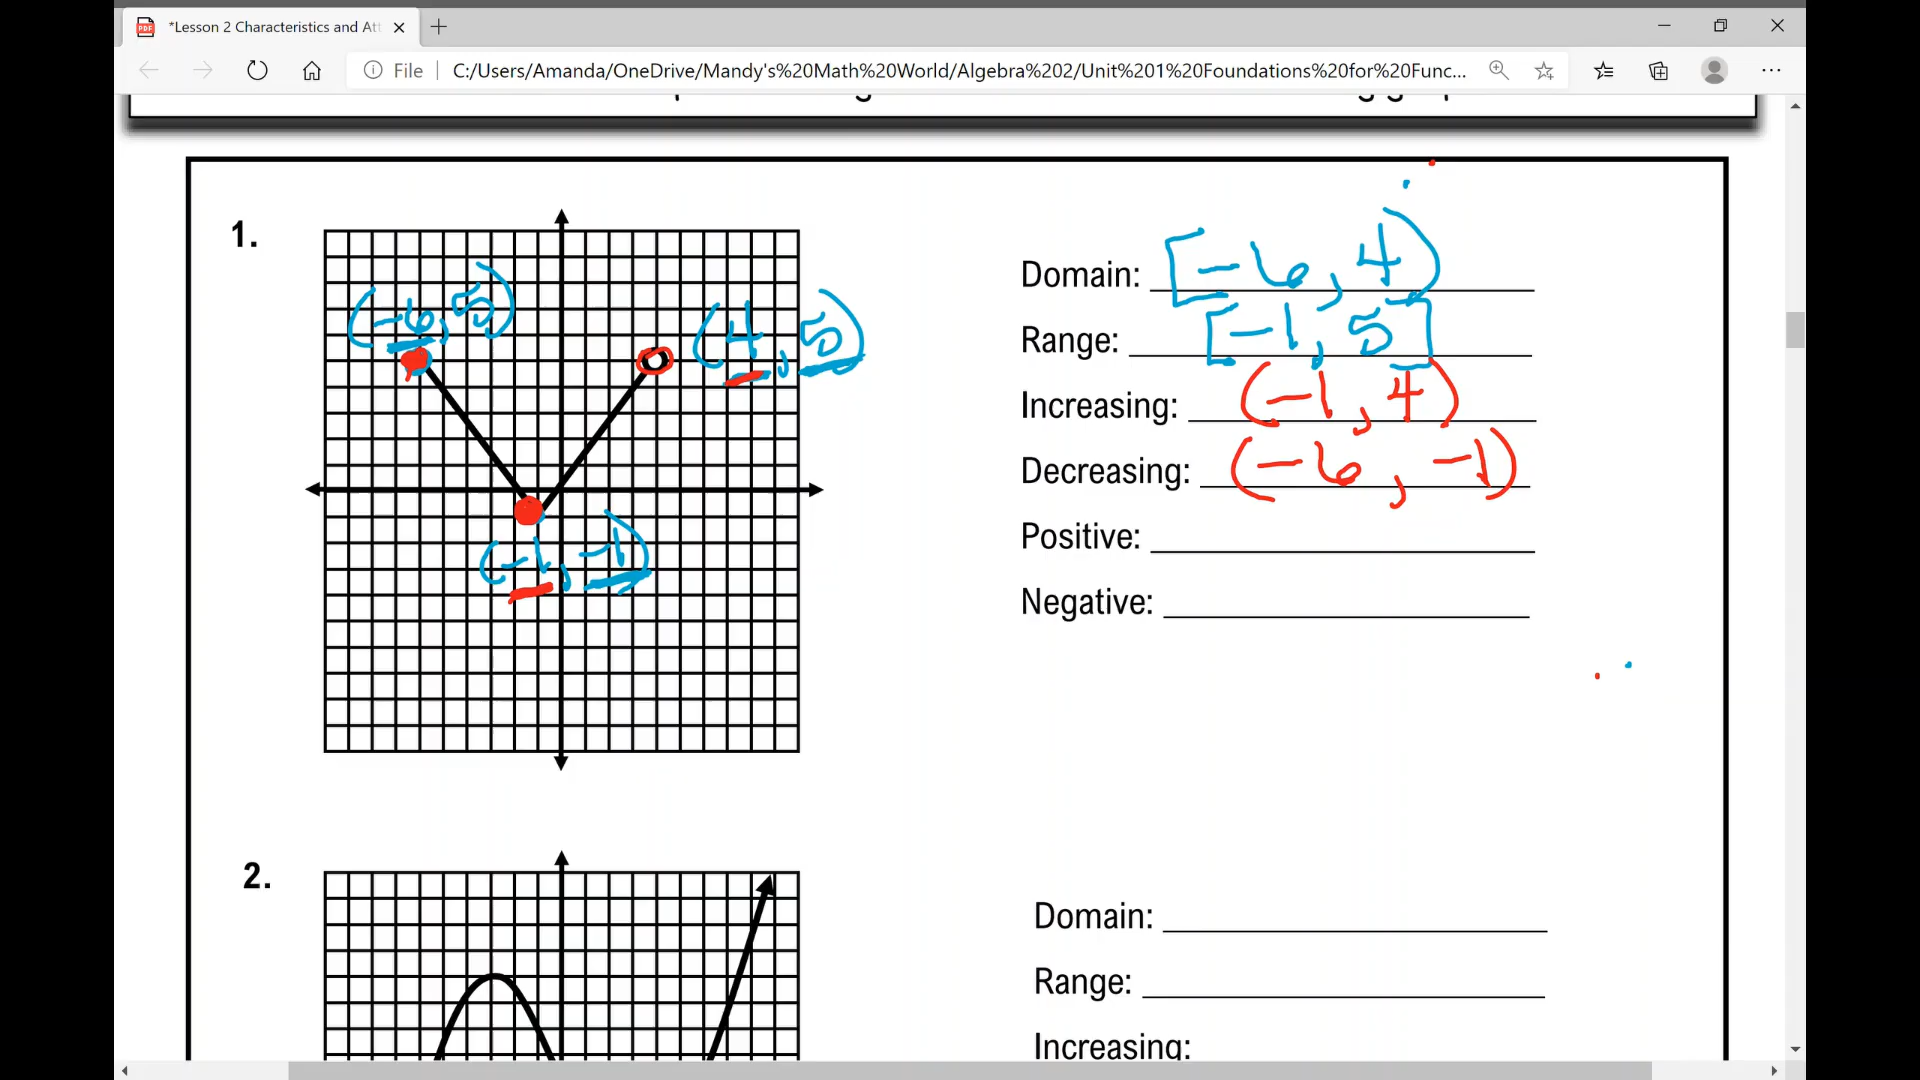 *Lesson 2 Characteristics and Att
File
C:/Users/Amanda/OneDrive/Mandy's%20Math%20World/Algebra%202/Unit%201%20Foundations%20for%20Func...
1.
(-6, 5)
(4, 5)
(-1, -1)
Domain: [-6, 4)
Range: [-1, 5]
Increasing: (-1, 4)
Decreasing: (-6, -1)
Positive:
Negative:
2.
Domain:
Range:
Increasing: